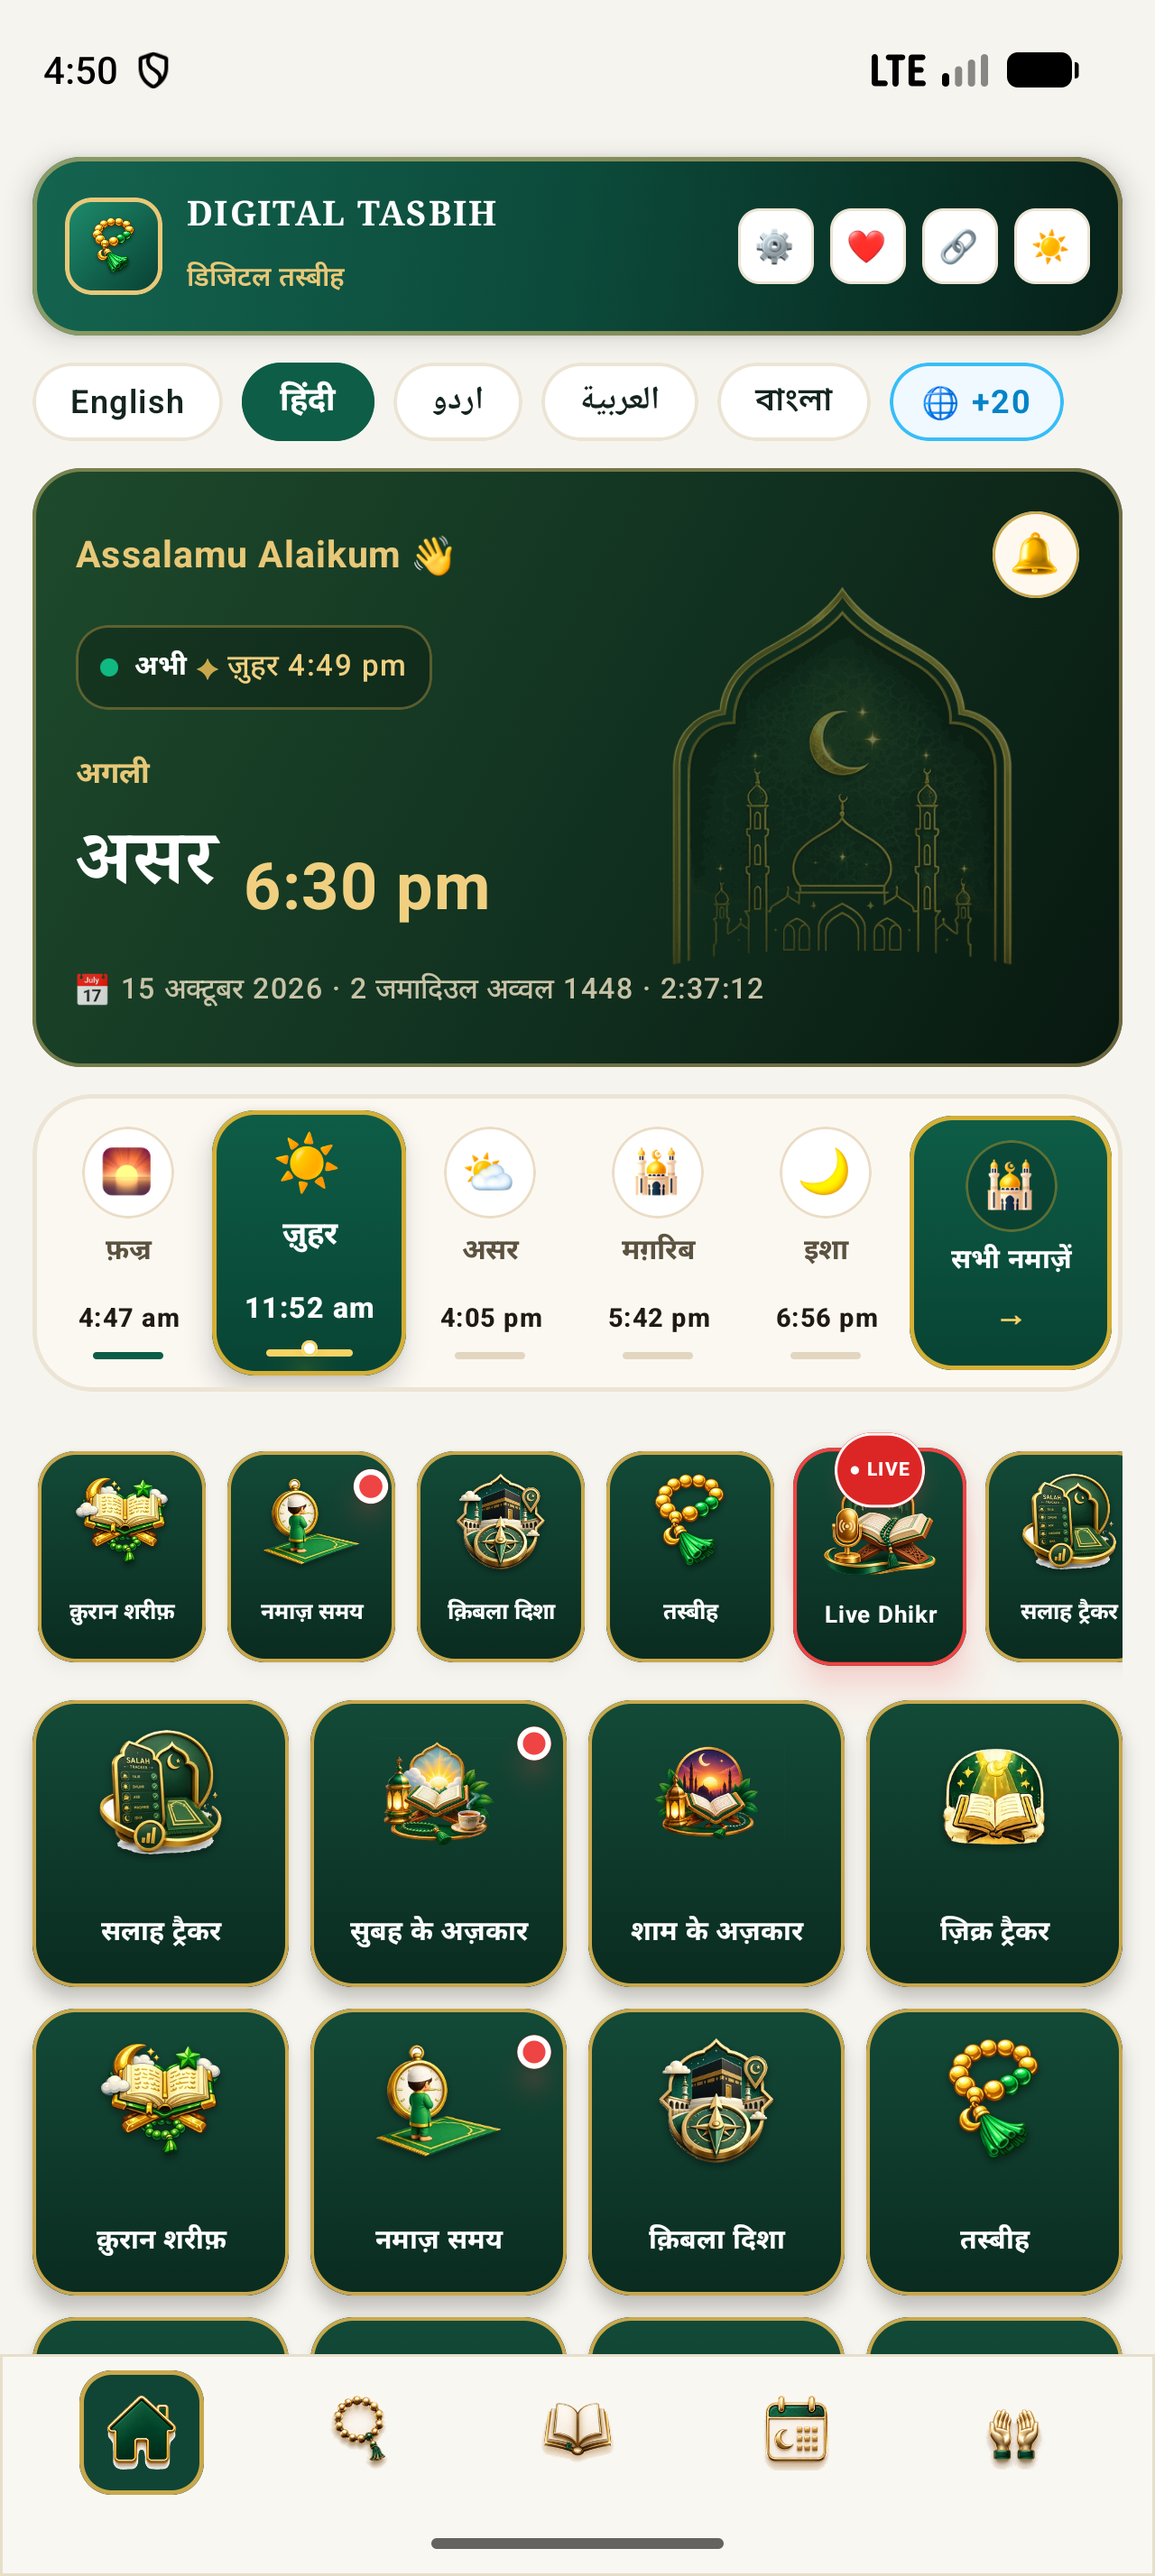 4:50
LTE
DIGITAL TASBIH
डिजिटल तस्बीह
English
हिंदी
اردو
العربية
বাংলা
+20
Assalamu Alaikum 👋
अभी ✦ ज़ुहर 4:49 pm
अगली
असर 6:30 pm
15 अक्टूबर 2026 · 2 जमादिउल अव्वल 1448 · 2:37:12
फ़ज्र
4:47 am
ज़ुहर
11:52 am
असर
4:05 pm
मग़रिब
5:42 pm
इशा
6:56 pm
सभी नमाज़ें
→
क़ुरान शरीफ़
नमाज़ समय
क़िबला दिशा
तस्बीह
• LIVE
Live Dhikr
सलाह ट्रैकर
सलाह ट्रैकर
सुबह के अज़कार
शाम के अज़कार
ज़िक्र ट्रैकर
क़ुरान शरीफ़
नमाज़ समय
क़िबला दिशा
तस्बीह